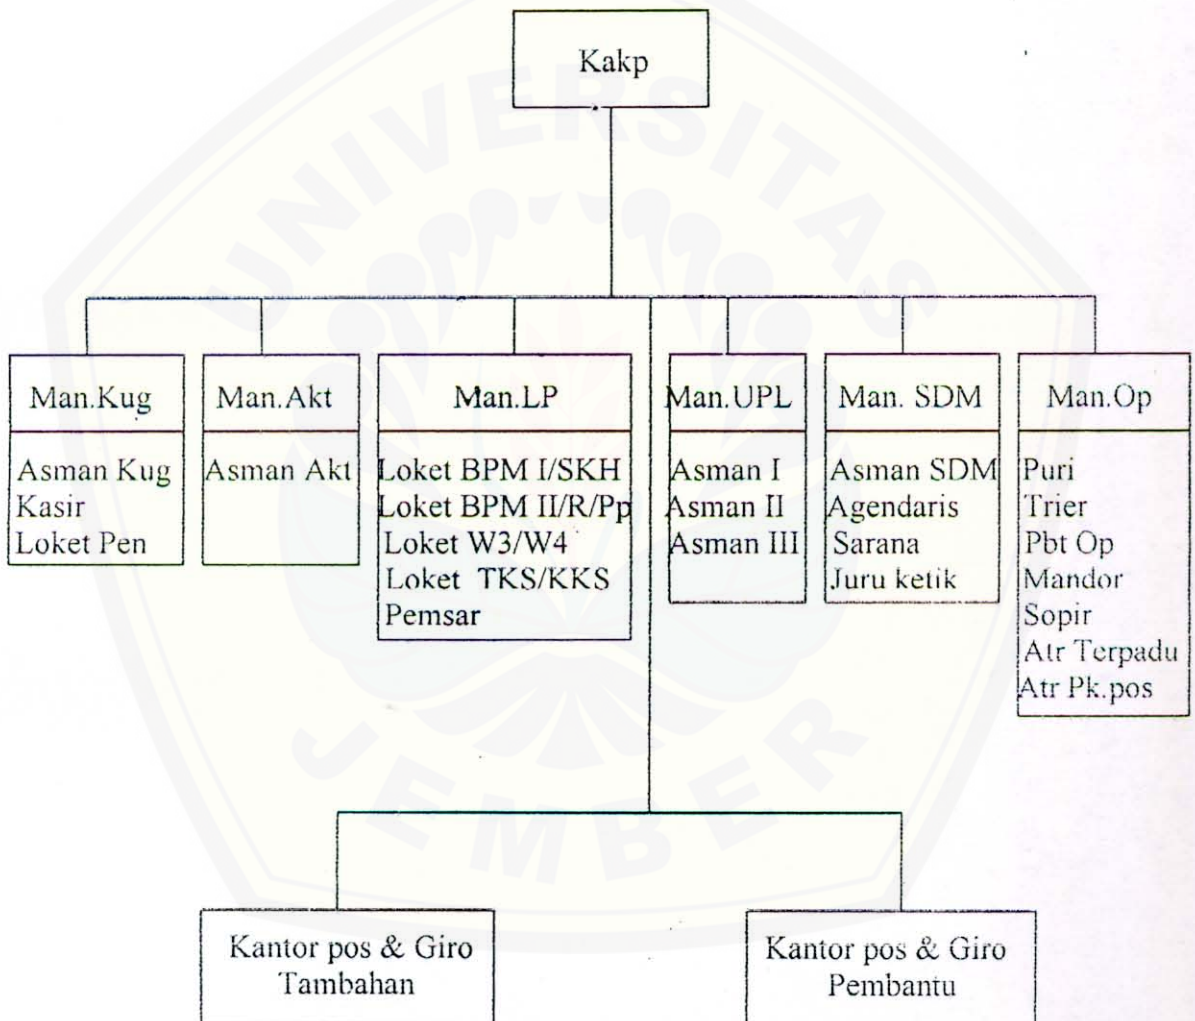 Kakp
Man.Kug
Asman Kug
Kasir
Loket Pen
Man.Akt
Asman Akt
Man.LP
Loket BPM I/SKH
Loket BPM II/R/Pp
Loket W3/W4
Loket TKS/KKS
Pemsar
Man.UPL
Asman I
Asman II
Asman III
Man. SDM
Asman SDM
Agendaris
Sarana
Juru ketik
Man.Op
Puri
Trier
Pbt Op
Mandor
Sopir
Atr Terpadu
Atr Pk.pos
Kantor pos & Giro
Tambahan
Kantor pos & Giro
Pembantu
UNIVERSITAS
JEMBER